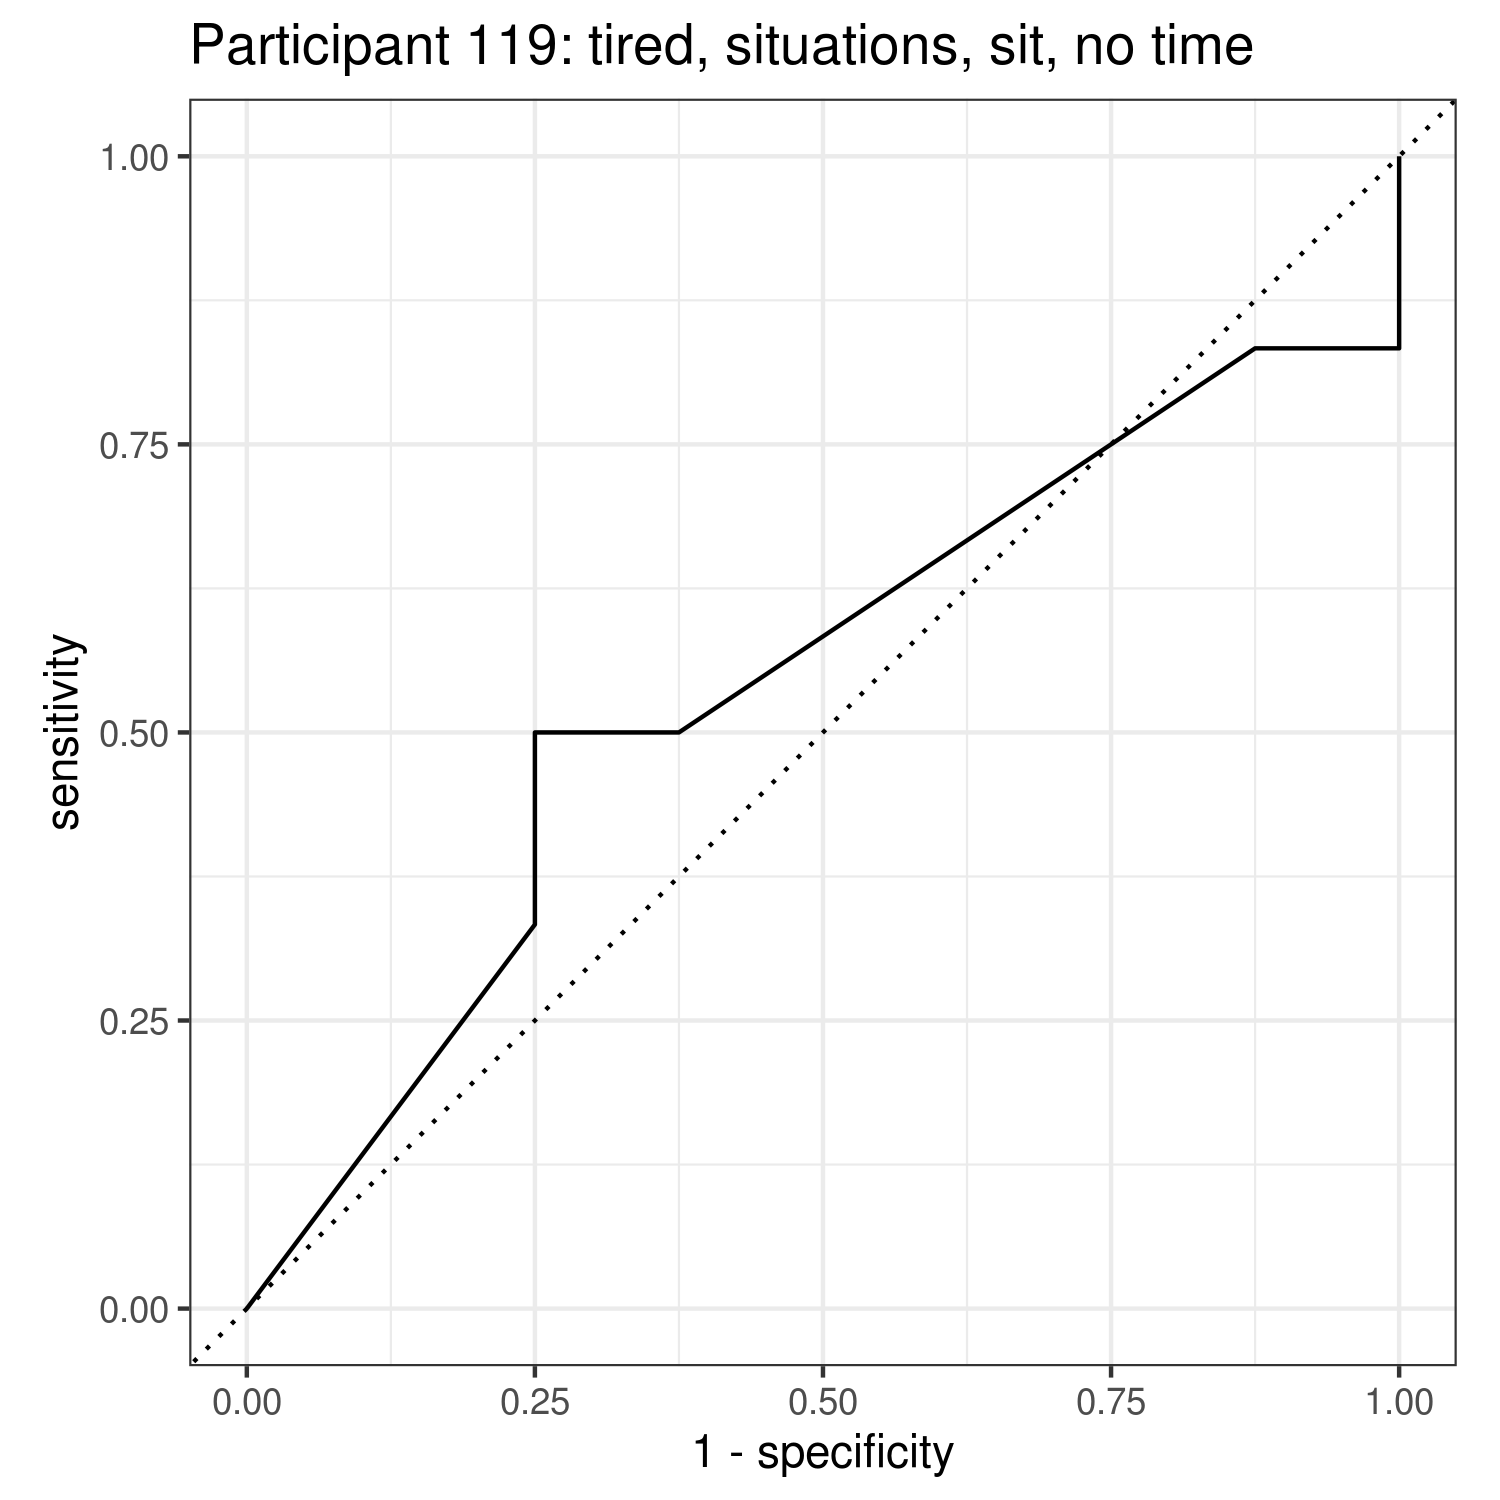 Participant 119: tired, situations, sit, no time
1.00
0.75
0.50
0.25
0.00
sensitivity
0.00 0.25 0.50 0.75 1.00
1 - specificity